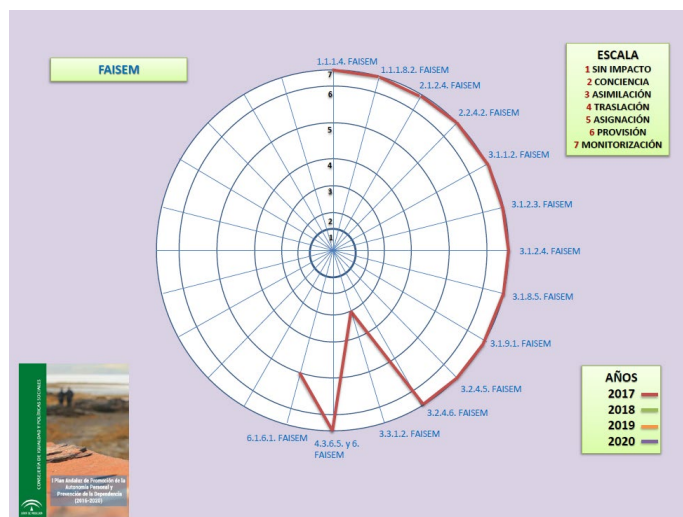 FAISEM
1.1.1.4. FAISEM
1.1.1.8.2. FAISEM
2.1.2.4. FAISEM
2.2.4.2. FAISEM
3.1.1.2. FAISEM
3.1.2.3. FAISEM
3.1.2.4. FAISEM
3.1.8.5. FAISEM
3.1.9.1. FAISEM
3.2.4.5. FAISEM
3.2.4.6. FAISEM
3.3.1.2. FAISEM
4.3.6.5. y 6.
FAISEM
6.1.6.1. FAISEM
7
6
5
4
3
2
1
ESCALA
1 SIN IMPACTO
2 CONCIENCIA
3 ASIMILACIÓN
4 TRASLACIÓN
5 ASIGNACIÓN
6 PROVISIÓN
7 MONITORIZACIÓN
AÑOS
2017
2018
2019
2020
CONSEJERÍA DE IGUALDAD Y POLÍTICAS SOCIALES
I Plan Andaluz de Promoción de la
Autonomía Personal y
Prevención de la Dependencia
(2016-2020)